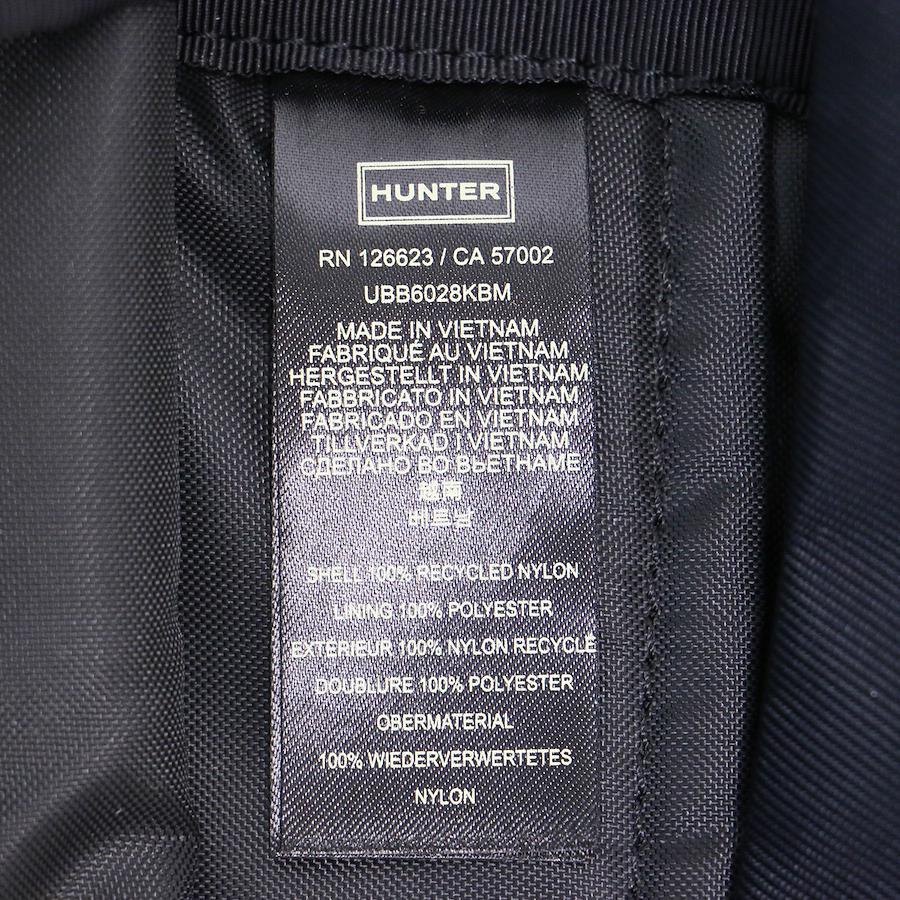 HUNTER
RN 126623 / CA 57002
UBB6028KBM
MADE IN VIETNAM
FABRIQUÉ AU VIETNAM
HERGESTELLT IN VIETNAM
FABBRICATO IN VIETNAM
FABRICADO EN VIETNAM
TILLVERKAD I VIETNAM
СДЕЛАНО ВО ВЬЕТНАМЕ
越南
베트남
SHELL 100% RECYCLED NYLON
LINING 100% POLYESTER
EXTERIEUR 100% NYLON RECYCLÉ
DOUBLURE 100% POLYESTER
OBERMATERIAL
100% WIEDERVERWERTETES
NYLON